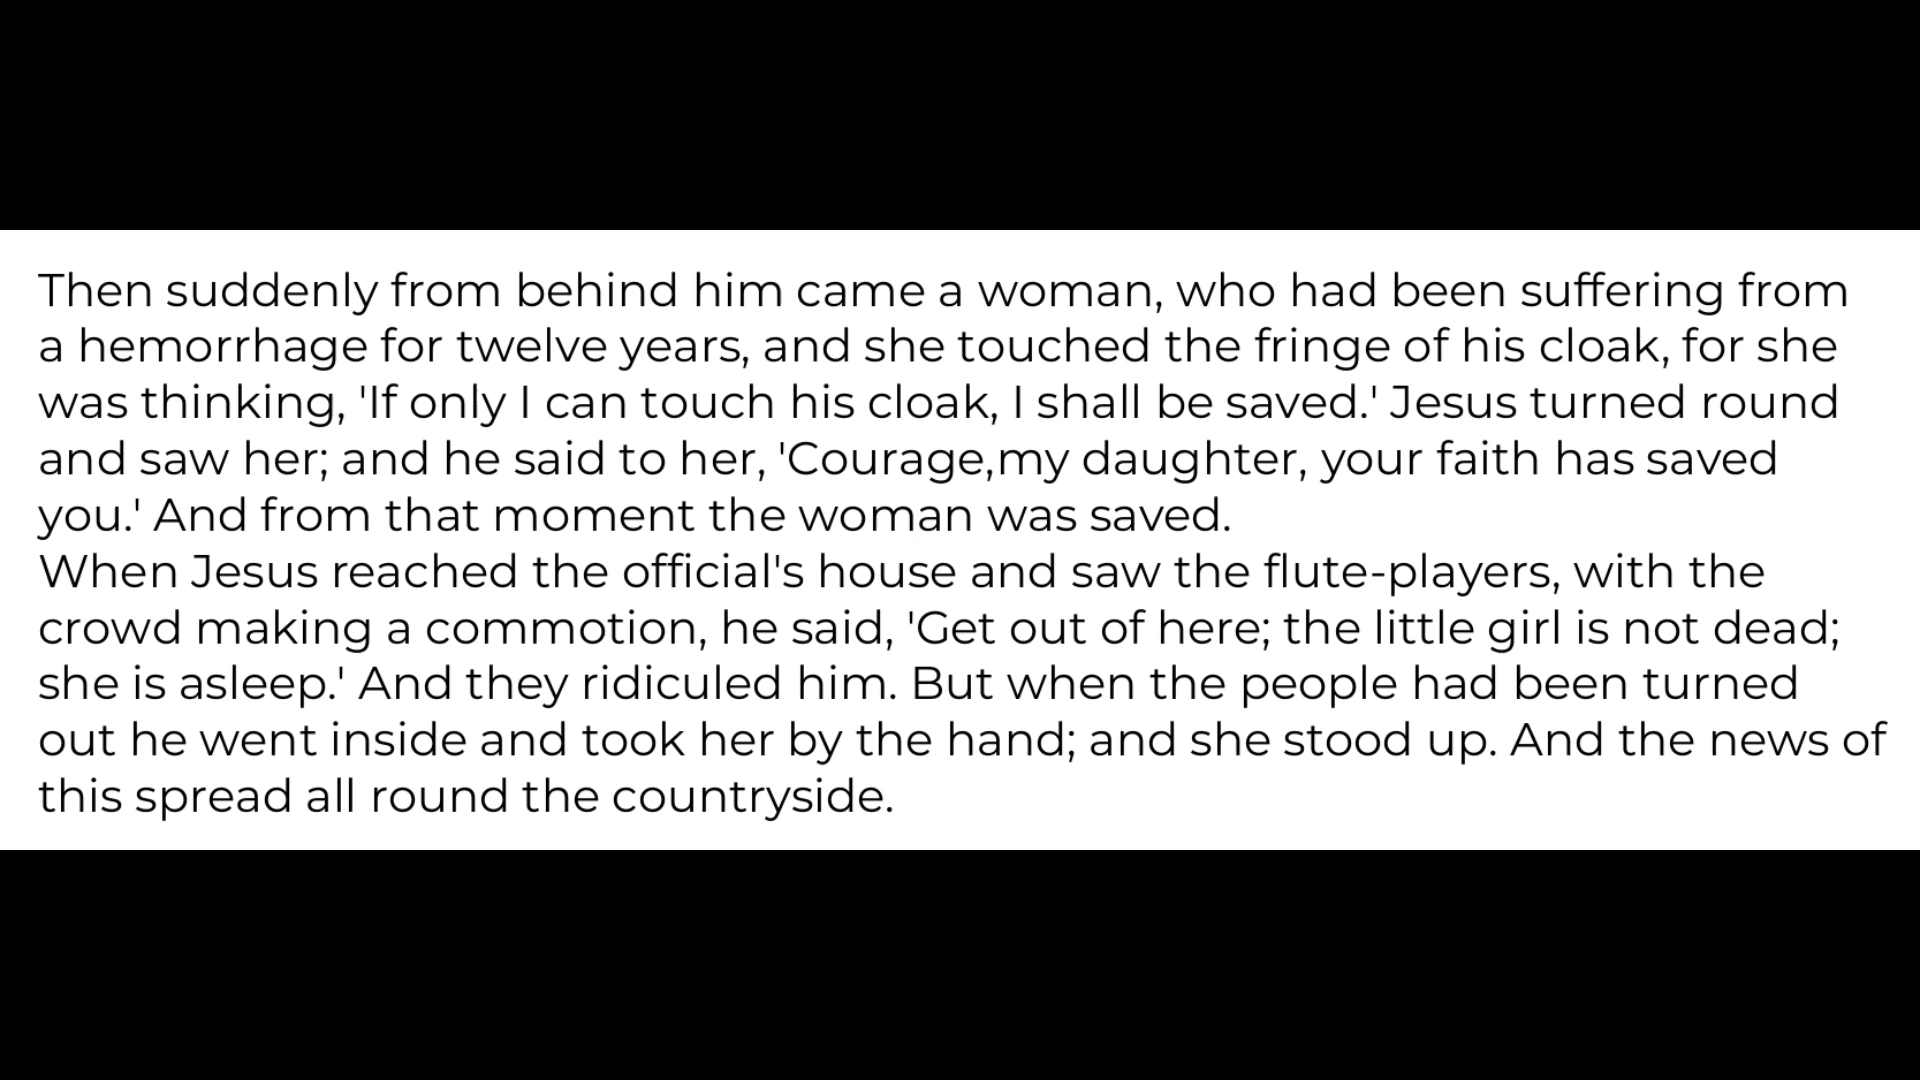 Then suddenly from behind him came a woman, who had been suffering from
a hemorrhage for twelve years, and she touched the fringe of his cloak, for she
was thinking, 'If only I can touch his cloak, I shall be saved.' Jesus turned round
and saw her; and he said to her, 'Courage,my daughter, your faith has saved
you.' And from that moment the woman was saved.
When Jesus reached the official's house and saw the flute-players, with the
crowd making a commotion, he said, 'Get out of here; the little girl is not dead;
she is asleep.' And they ridiculed him. But when the people had been turned
out he went inside and took her by the hand; and she stood up. And the news of
this spread all round the countryside.